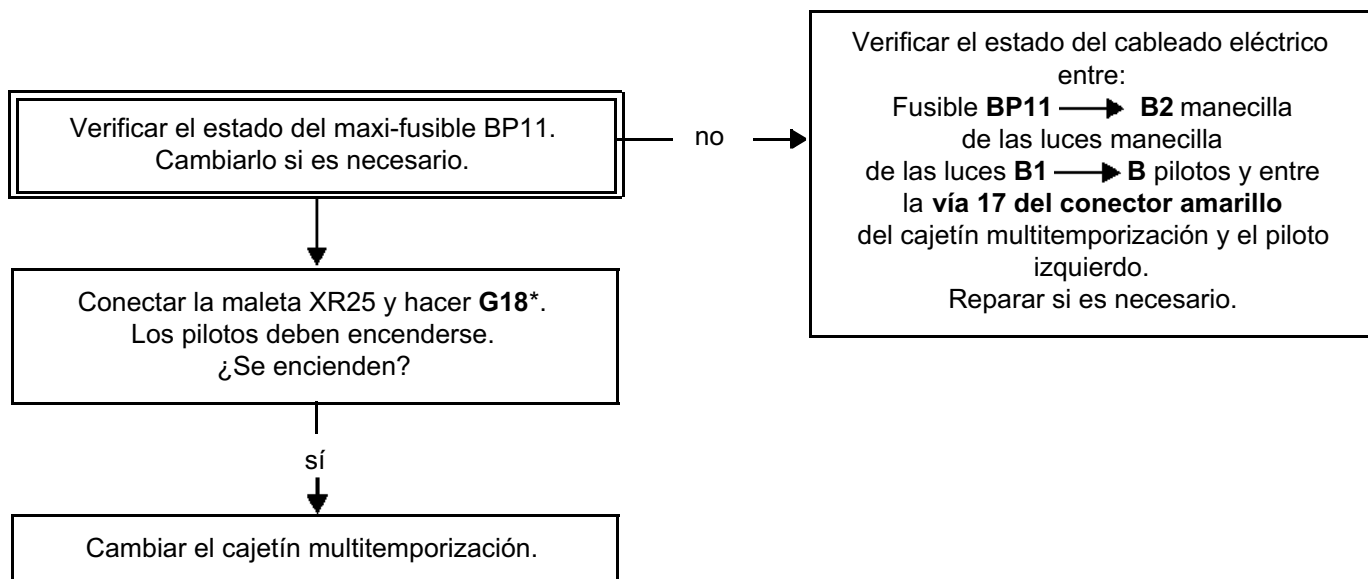 Verificar el estado del maxi-fusible BP11.
Cambiarlo si es necesario.
no
Verificar el estado del cableado eléctrico
entre:
Fusible BP11 → B2 manecilla
de las luces manecilla
de las luces B1 → B pilotos y entre
la vía 17 del conector amarillo
del cajetín multitemporización y el piloto
izquierdo.
Reparar si es necesario.
Conectar la maleta XR25 y hacer G18*.
Los pilotos deben encenderse.
¿Se encienden?
sí
Cambiar el cajetín multitemporización.